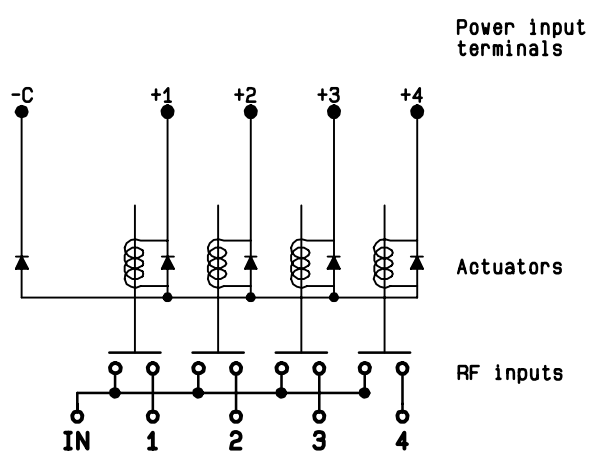 Power input
terminals
-C +1 +2 +3 +4
Actuators
RF inputs
IN 1 2 3 4